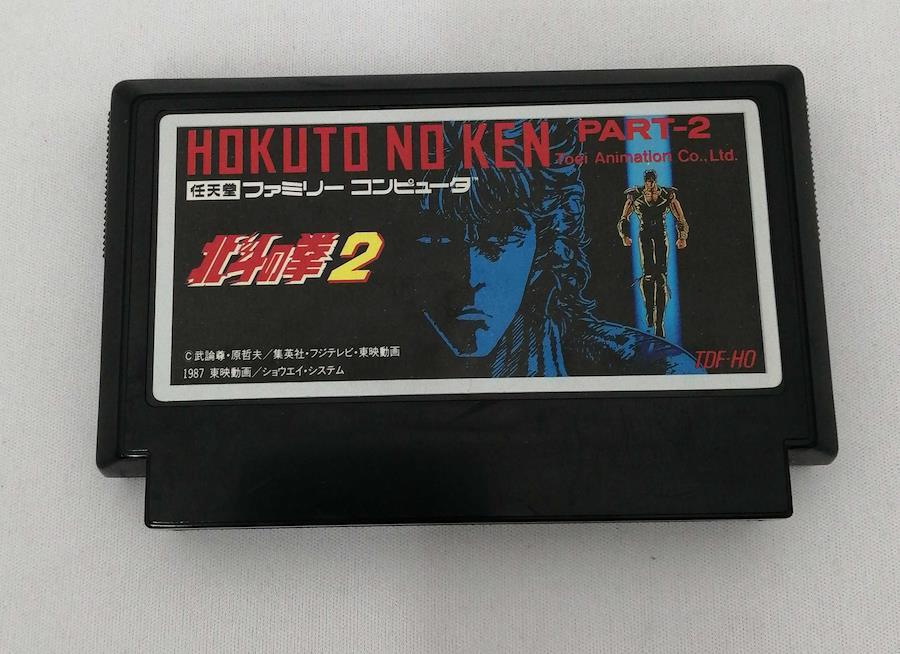 HOKUTO NO KEN PART-2
Toei Animation Co., Ltd.
任天堂 ファミリー コンピュータ
北斗の拳2
C武論尊・原哲夫／集英社・フジテレビ・東映動画
1987 東映動画／ショウエイ・システム
TDF-HO